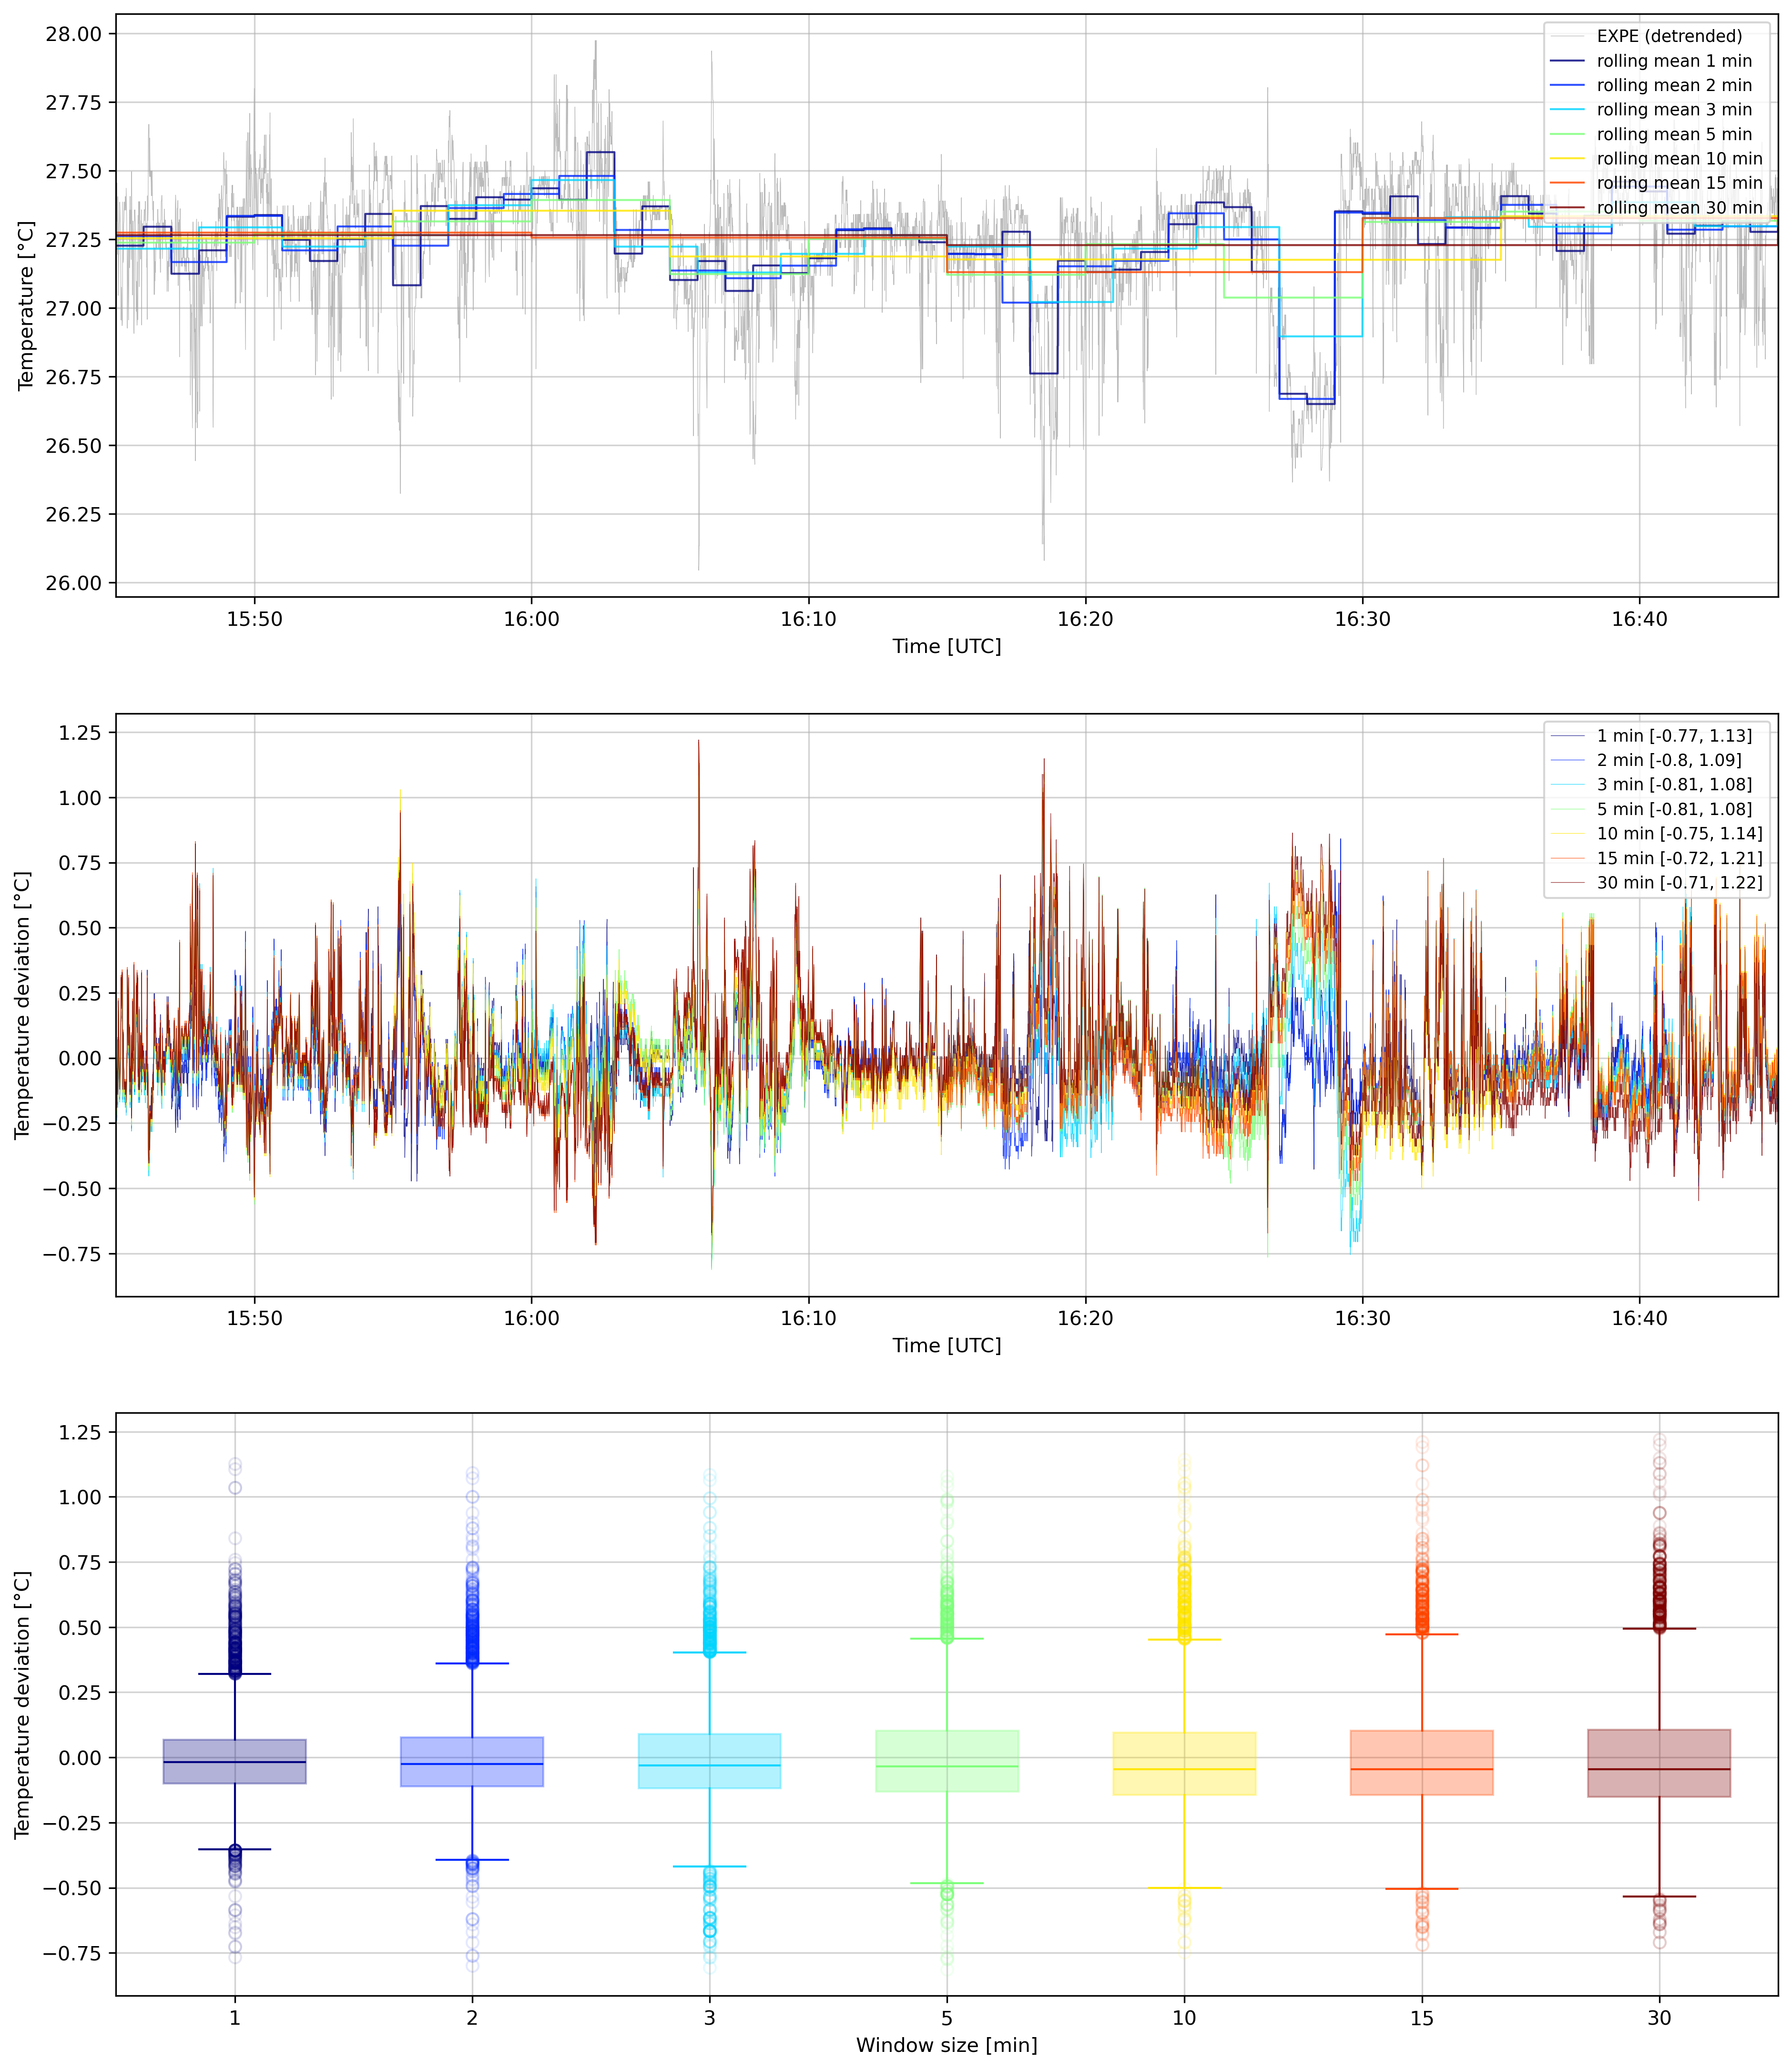 28.00
27.75
27.50
27.25
27.00
26.75
26.50
26.25
26.00
Temperature [°C]
EXPE (detrended)
rolling mean 1 min
rolling mean 2 min
rolling mean 3 min
rolling mean 5 min
rolling mean 10 min
rolling mean 15 min
rolling mean 30 min
15:50 16:00 16:10 16:20 16:30 16:40
Time [UTC]
1.25
1.00
0.75
0.50
0.25
0.00
−0.25
−0.50
−0.75
Temperature deviation [°C]
1 min [-0.77, 1.13]
2 min [-0.8, 1.09]
3 min [-0.81, 1.08]
5 min [-0.81, 1.08]
10 min [-0.75, 1.14]
15 min [-0.72, 1.21]
30 min [-0.71, 1.22]
15:50 16:00 16:10 16:20 16:30 16:40
Time [UTC]
1.25
1.00
0.75
0.50
0.25
0.00
−0.25
−0.50
−0.75
Temperature deviation [°C]
1 2 3 5 10 15 30
Window size [min]